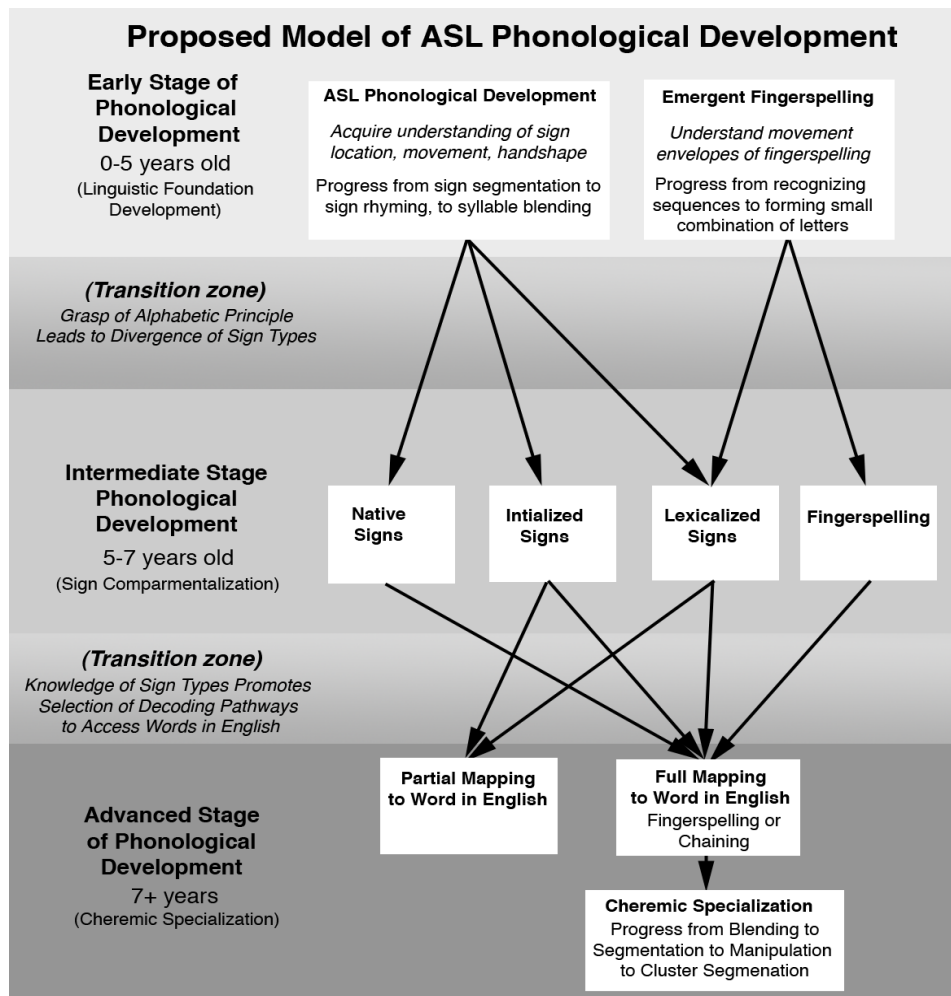 Proposed Model of ASL Phonological Development
Early Stage of
Phonological
Development
0-5 years old
(Linguistic Foundation
Development)
ASL Phonological Development
Acquire understanding of sign
location, movement, handshape
Progress from sign segmentation to
sign rhyming, to syllable blending
Emergent Fingerspelling
Understand movement
envelopes of fingerspelling
Progress from recognizing
sequences to forming small
combination of letters
(Transition zone)
Grasp of Alphabetic Principle
Leads to Divergence of Sign Types
Intermediate Stage
Phonological
Development
5-7 years old
(Sign Comparmentalization)
Native
Signs
Intialized
Signs
Lexicalized
Signs
Fingerspelling
(Transition zone)
Knowledge of Sign Types Promotes
Selection of Decoding Pathways
to Access Words in English
Advanced Stage
of Phonological
Development
7+ years
(Cheremic Specialization)
Partial Mapping
to Word in English
Full Mapping
to Word in English
Fingerspelling or
Chaining
Cheremic Specialization
Progress from Blending to
Segmentation to Manipulation
to Cluster Segmenation